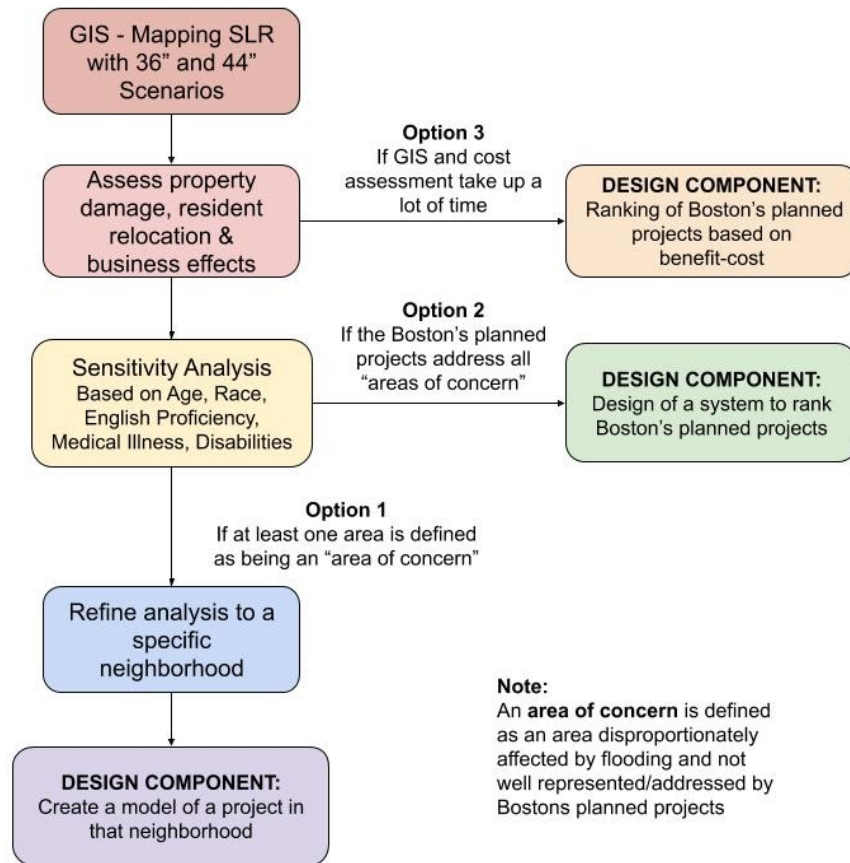 GIS - Mapping SLR
with 36” and 44”
Scenarios
Option 3
If GIS and cost
assessment take up a
lot of time
Assess property
damage, resident
relocation &
business effects
DESIGN COMPONENT:
Ranking of Boston’s planned
projects based on
benefit-cost
Option 2
If the Boston’s planned
projects address all
“areas of concern”
Sensitivity Analysis
Based on Age, Race,
English Proficiency,
Medical Illness, Disabilities
DESIGN COMPONENT:
Design of a system to rank
Boston’s planned projects
Option 1
If at least one area is defined
as being an “area of concern”
Refine analysis to a
specific
neighborhood
DESIGN COMPONENT:
Create a model of a project in
that neighborhood
Note:
An area of concern is defined
as an area disproportionately
affected by flooding and not
well represented/addressed by
Bostons planned projects